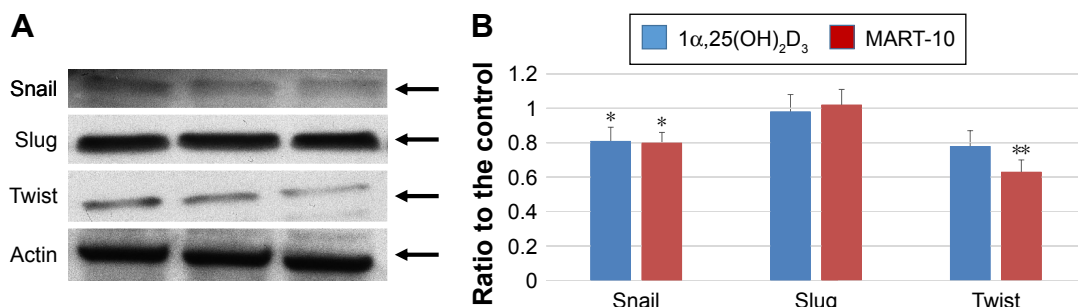 A
Snail
Slug
Twist
Actin
B
1α,25(OH)₂D₃ MART-10
Ratio to the control
1.2
1
0.8
0.6
0.4
0.2
0
* * **
Snail Slug Twist